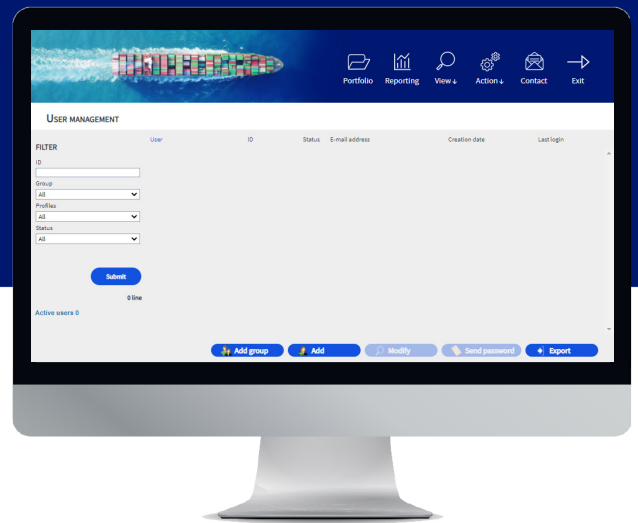 Portfolio Reporting View↓ Action↓ Contact Exit
USER MANAGEMENT
User ID Status E-mail address Creation date Last login
FILTER
ID
Group
All
Profiles
All
Status
All
Submit
0 line
Active users 0
Add group Add Modify Send password Export